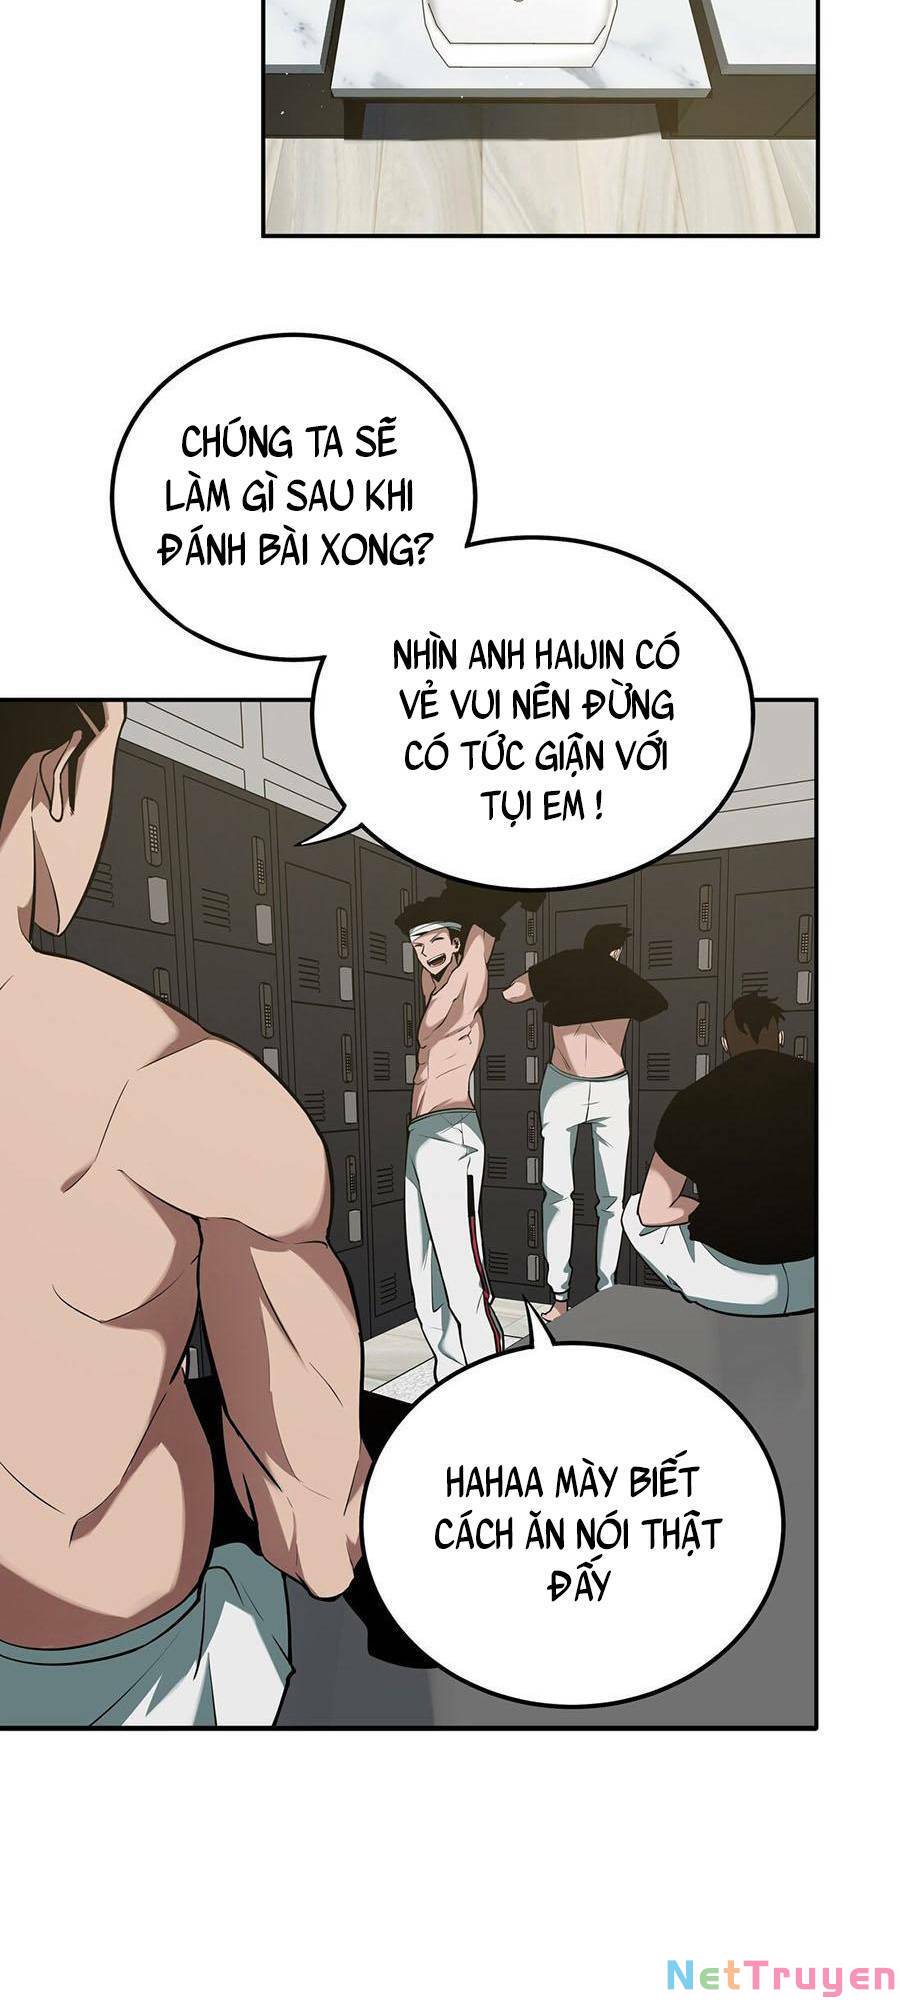 CHÚNG TA SẼ
LÀM GÌ SAU KHI
ĐÁNH BÀI XONG?
NHÌN ANH HAIJIN CÓ
VẺ VUI NÊN ĐỪNG
CÓ TỨC GIẬN VỚI
TỤI EM!
HAHAA MÀY BIẾT
CÁCH ĂN NÓI THẬT
ĐẤY
NetTruyen